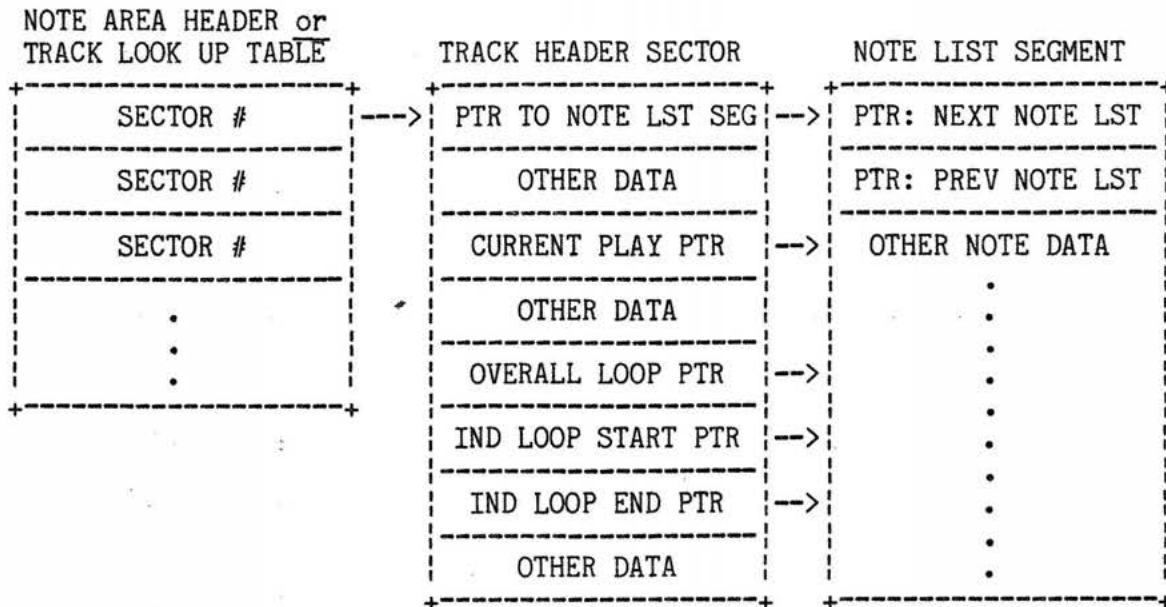 NOTE AREA HEADER or
TRACK LOOK UP TABLE
SECTOR #
SECTOR #
SECTOR #
TRACK HEADER SECTOR
PTR TO NOTE LST SEG
OTHER DATA
CURRENT PLAY PTR
OTHER DATA
OVERALL LOOP PTR
IND LOOP START PTR
IND LOOP END PTR
OTHER DATA
NOTE LIST SEGMENT
PTR: NEXT NOTE LST
PTR: PREV NOTE LST
OTHER NOTE DATA